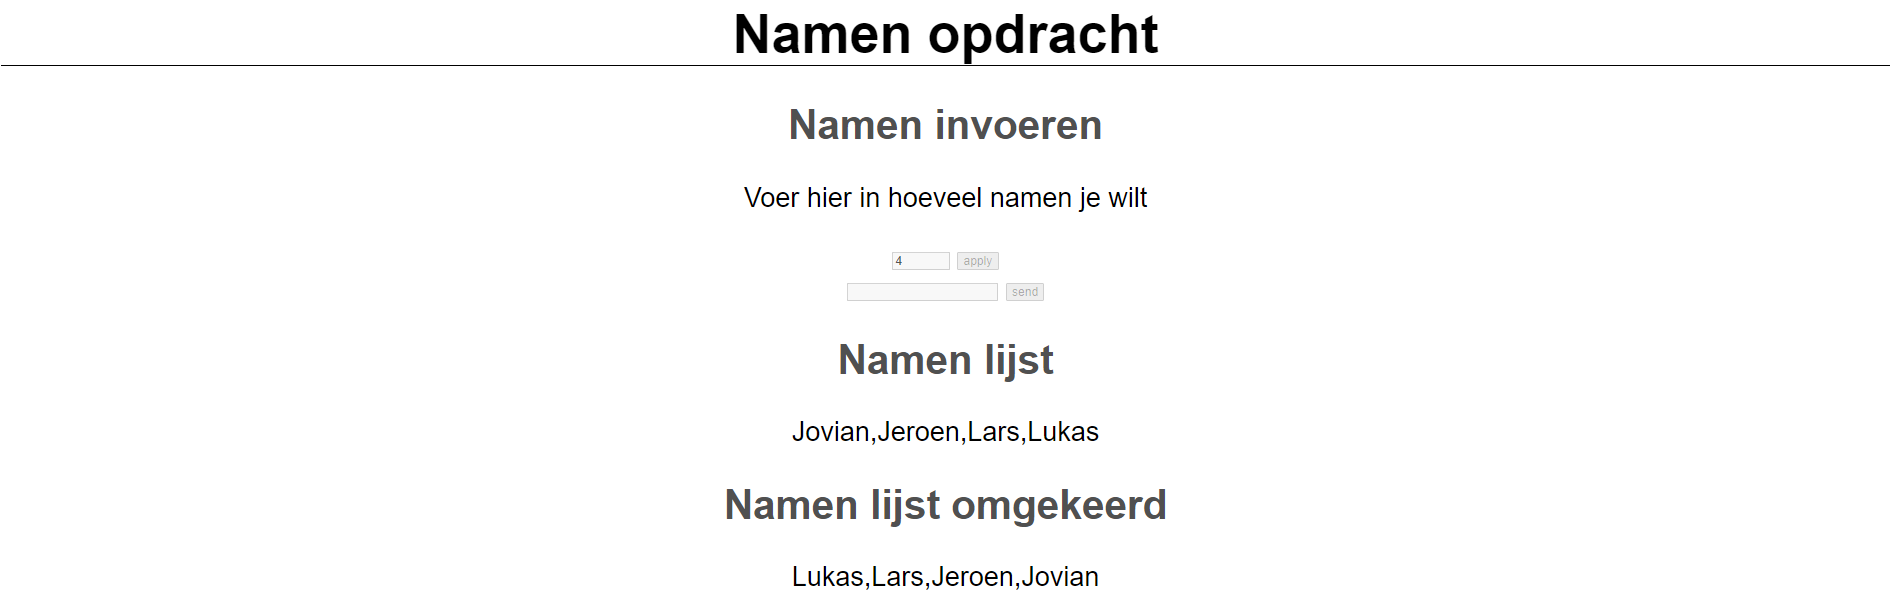 Namen opdracht
Namen invoeren
Voer hier in hoeveel namen je wilt
4 apply
send
Namen lijst
Jovian,Jeroen,Lars,Lukas
Namen lijst omgekeerd
Lukas,Lars,Jeroen,Jovian